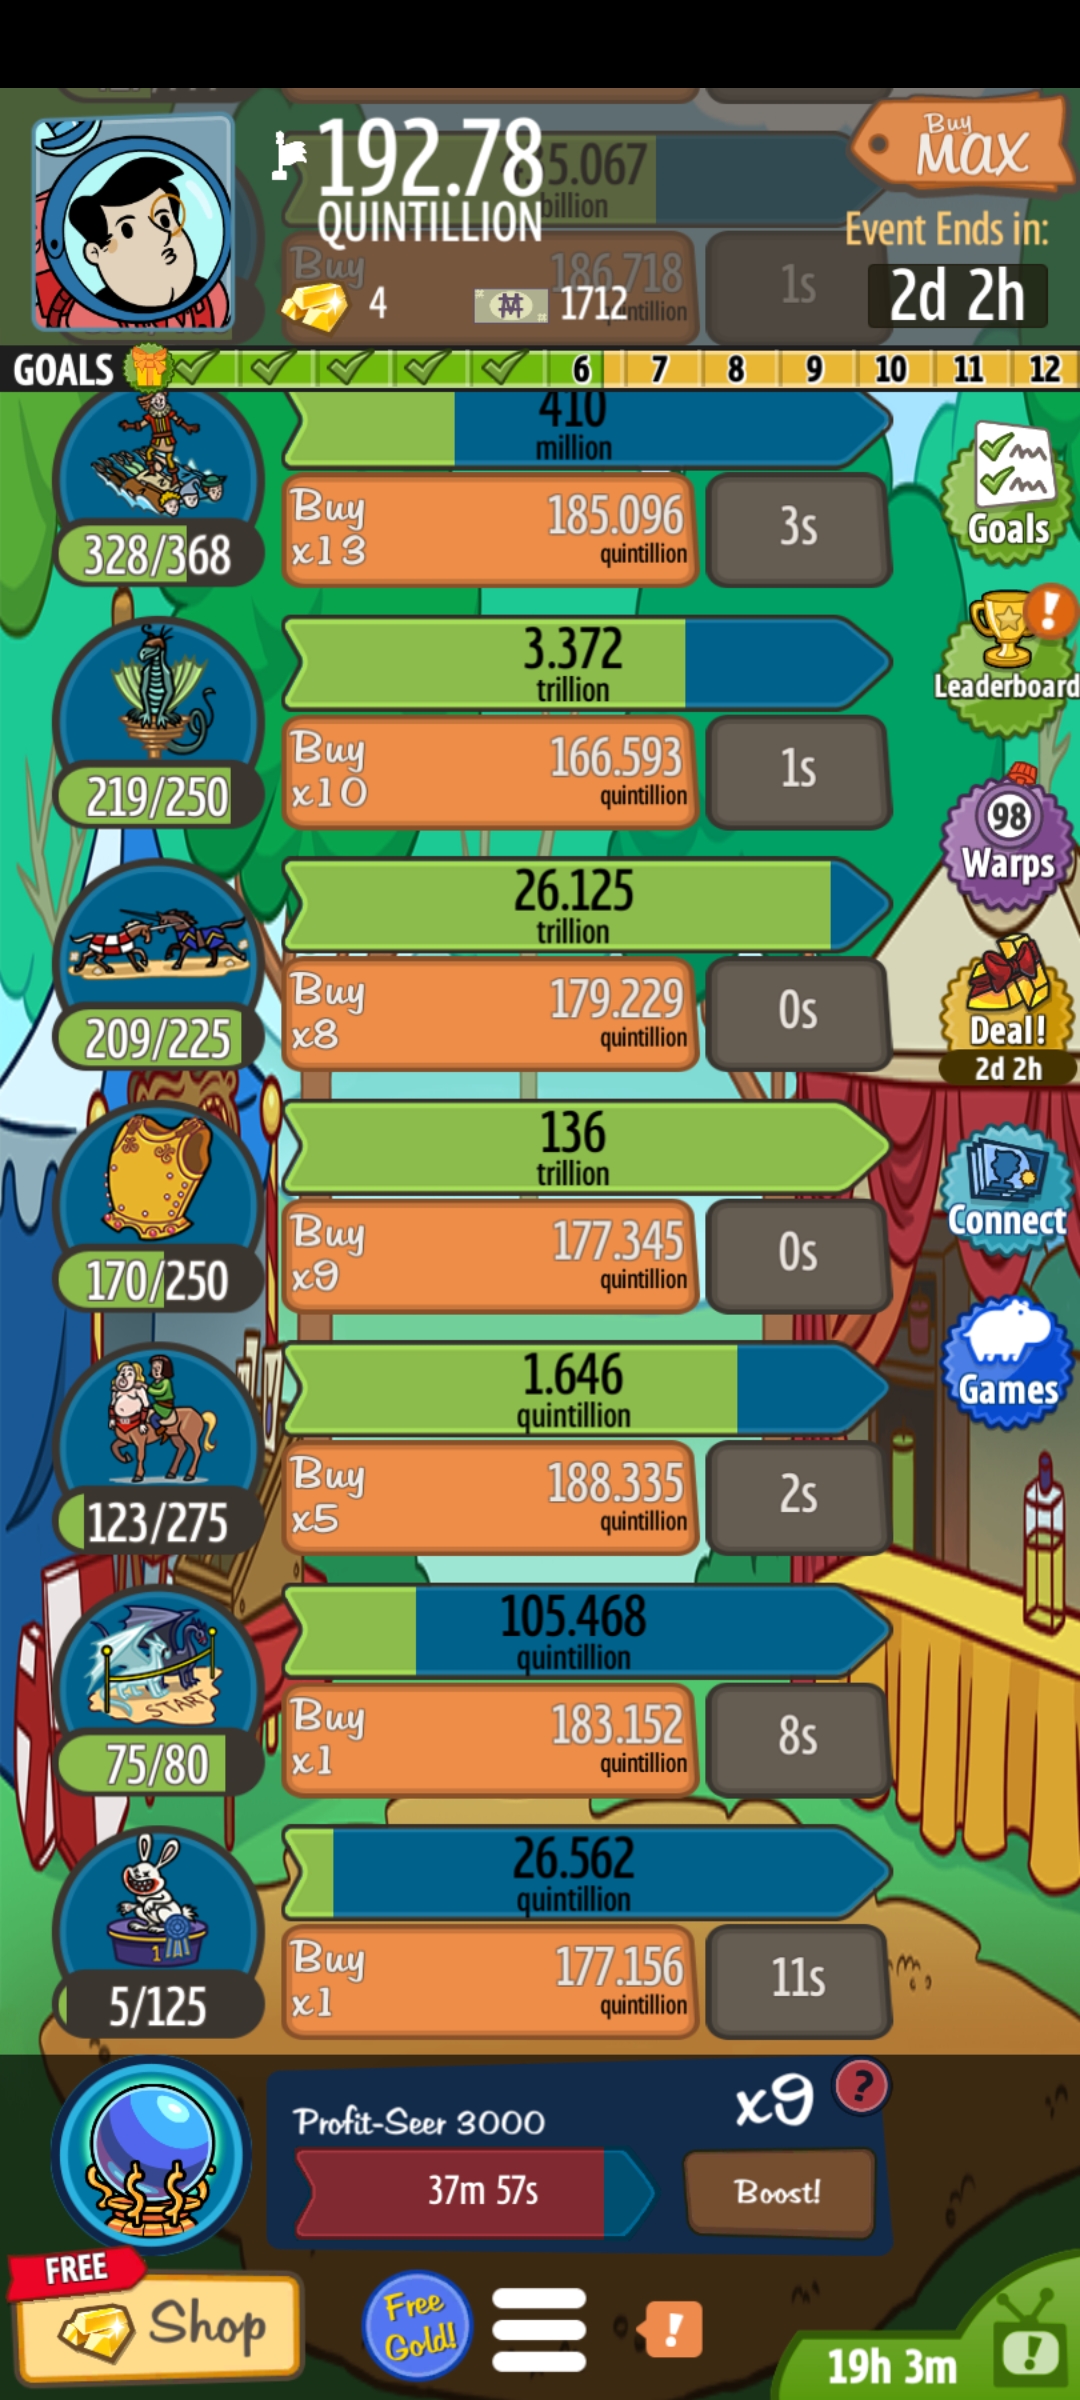 192.78
QUINTILLION
5.067
billion
Buy
186.718
1s
4
1712
Buy
MAX
Event Ends in:
2d 2h
GOALS
6 7 8 9 10 11 12
410
million
328/368
Buy
x13
185.096
quintillion
3s
Goals
3.372
trillion
219/250
Buy
x10
166.593
quintillion
1s
Leaderboard
!
26.125
trillion
209/225
Buy
x8
179.229
quintillion
0s
98
Warps
Deal!
2d 2h
136
trillion
170/250
Buy
x9
177.345
quintillion
0s
Connect
1.646
quintillion
123/275
Buy
x5
188.335
quintillion
2s
Games
105.468
quintillion
START
75/80
Buy
x1
183.152
quintillion
8s
26.562
quintillion
1
5/125
Buy
x1
177.156
quintillion
11s
Profit-Seer 3000
x9
?
37m 57s
Boost!
FREE
Shop
Free
Gold!
!
19h 3m
!